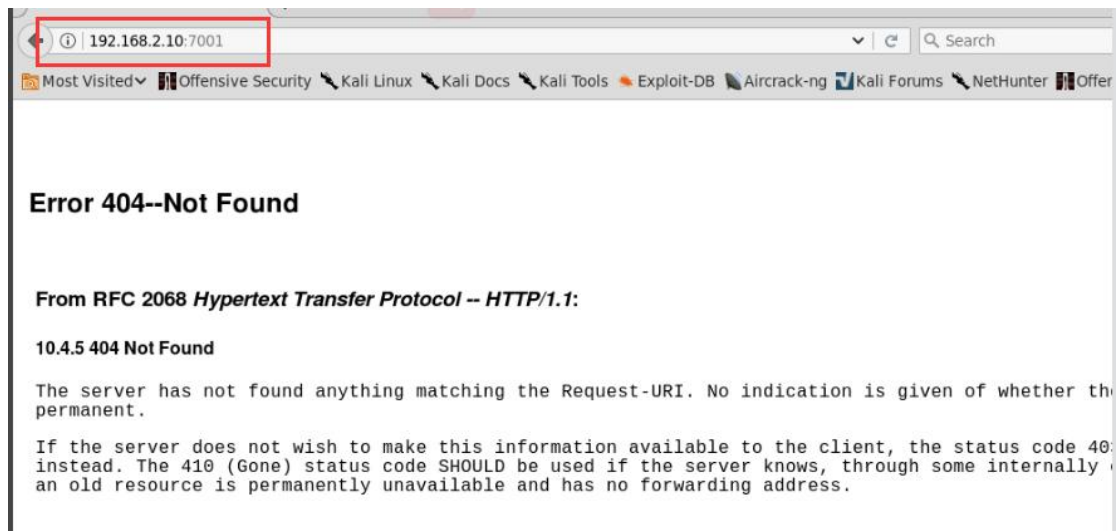 192.168.2.10:7001
Search
Most Visited Offensive Security Kali Linux Kali Docs Kali Tools Exploit-DB Aircrack-ng Kali Forums NetHunter Offer
Error 404--Not Found
From RFC 2068 Hypertext Transfer Protocol -- HTTP/1.1:
10.4.5 404 Not Found
The server has not found anything matching the Request-URI. No indication is given of whether
permanent.
If the server does not wish to make this information available to the client, the status code
instead. The 410 (Gone) status code SHOULD be used if the server knows, through some internally
an old resource is permanently unavailable and has no forwarding address.